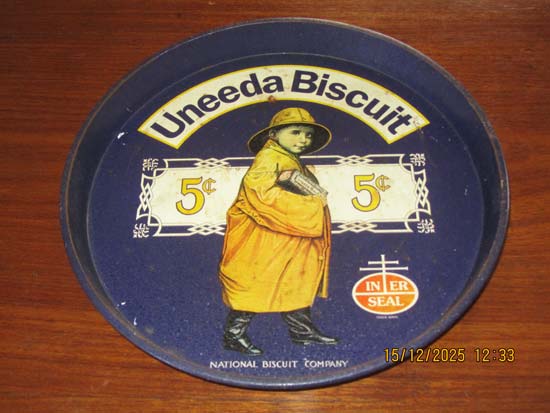 Uneeda Biscuit
5¢ 5¢
IN ER
SEAL
NATIONAL BISCUIT COMPANY
15/12/2025 12:33